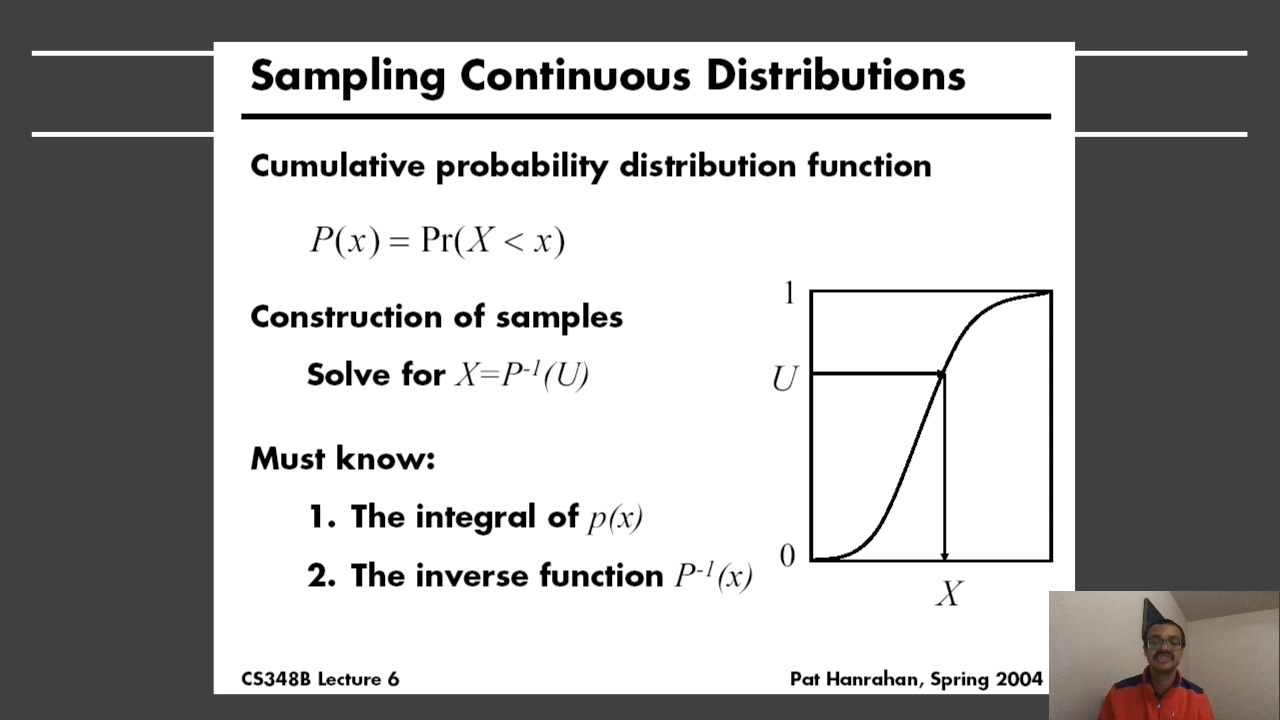 Sampling Continuous Distributions
Cumulative probability distribution function
P(x) = Pr(X < x)
Construction of samples
Solve for X=P⁻¹(U)
Must know:
1. The integral of p(x)
2. The inverse function P⁻¹(x)
1
U
0
X
CS348B Lecture 6
Pat Hanrahan, Spring 2004